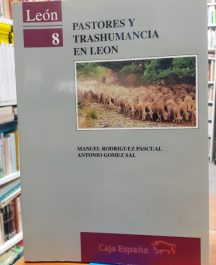 León
8
PASTORES Y
TRASHUMANCIA
EN LEON
MANUEL RODRIGUEZ PASCUAL
ANTONIO GOMEZ SAL
Caja España